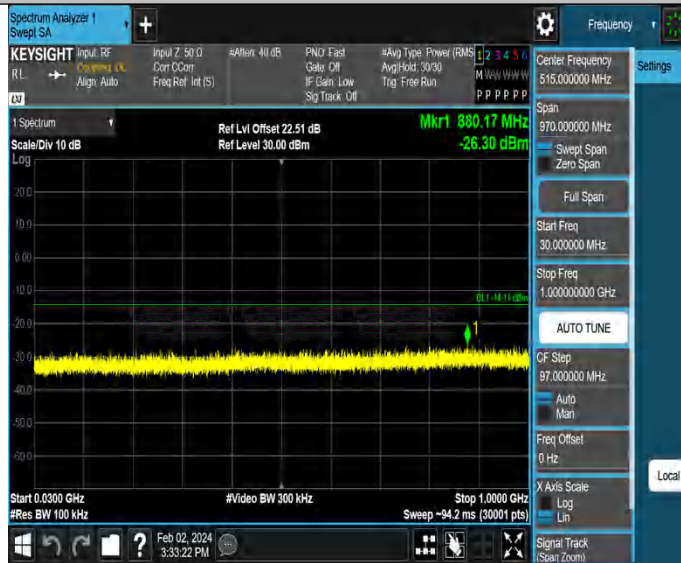 Spectrum Analyzer 1
Swept SA
Frequency
KEYSIGHT
Input: RF
Coupling: DC
Align: Auto
Input Z: 50 Ω
Corr CCorr
Freq Ref: Int (S)
#Atten: 40 dB
PNO: Fast
Gate: Off
IF Gain: Low
Sig Track: Off
#Avg Type: Power (RMS
Avg|Hold: 30/30
Trig: Free Run
1 2 3 4 5 6
M W W W W W
P P P P P P
Center Frequency
515.000000 MHz
Settings
1 Spectrum
Scale/Div 10 dB
Log
Ref Lvl Offset 22.51 dB
Ref Level 30.00 dBm
Mkr1 880.17 MHz
-26.30 dBm
Span
970.000000 MHz
Swept Span
Zero Span
Full Span
Start Freq
30.000000 MHz
Stop Freq
1.000000000 GHz
AUTO TUNE
CF Step
97.000000 MHz
Auto
Man
Freq Offset
0 Hz
X Axis Scale
Log
Lin
Signal Track
(Span Zoom)
Local
20.0
10.0
0.00
-10.0
-20.0
-30.0
-40.0
-50.0
-60.0
1
Start 0.0300 GHz
#Res BW 100 kHz
#Video BW 300 kHz
Stop 1.0000 GHz
Sweep ~94.2 ms (30001 pts)
?
Feb 02, 2024
3:33:22 PM